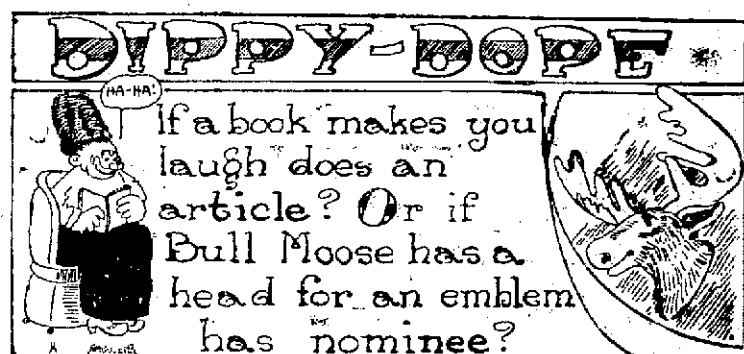 DIPPY-DOPE
HA-HA!
If a book makes you
laugh does an
article? Or if
Bull Moose has a
head for an emblem
has nominee?